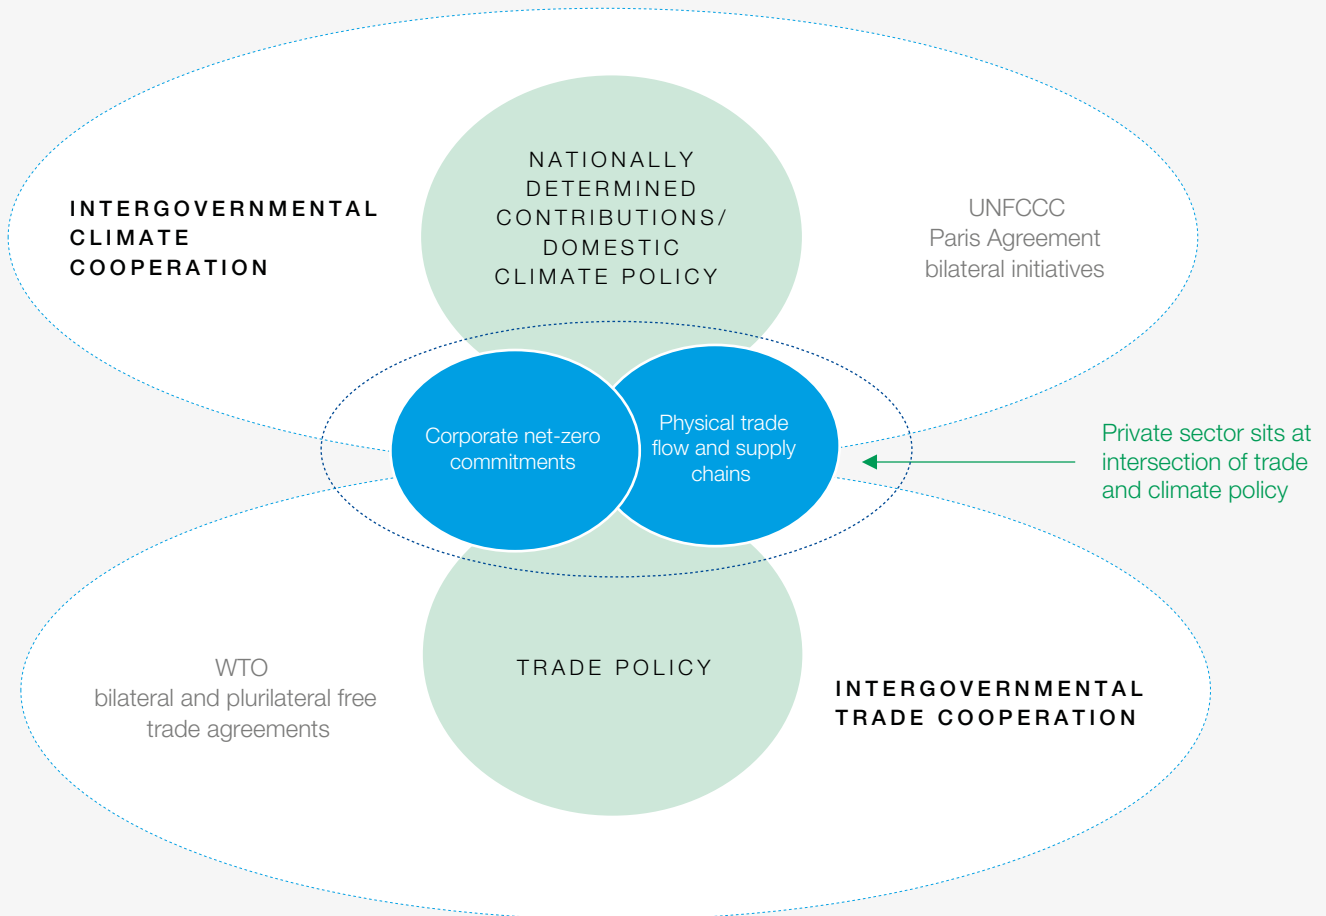 INTERGOVERNMENTAL
CLIMATE
COOPERATION
NATIONALLY
DETERMINED
CONTRIBUTIONS/
DOMESTIC
CLIMATE POLICY
UNFCCC
Paris Agreement
bilateral initiatives
Corporate net-zero
commitments
Physical trade
flow and supply
chains
Private sector sits at
intersection of trade
and climate policy
WTO
bilateral and plurilateral free
trade agreements
TRADE POLICY
INTERGOVERNMENTAL
TRADE COOPERATION